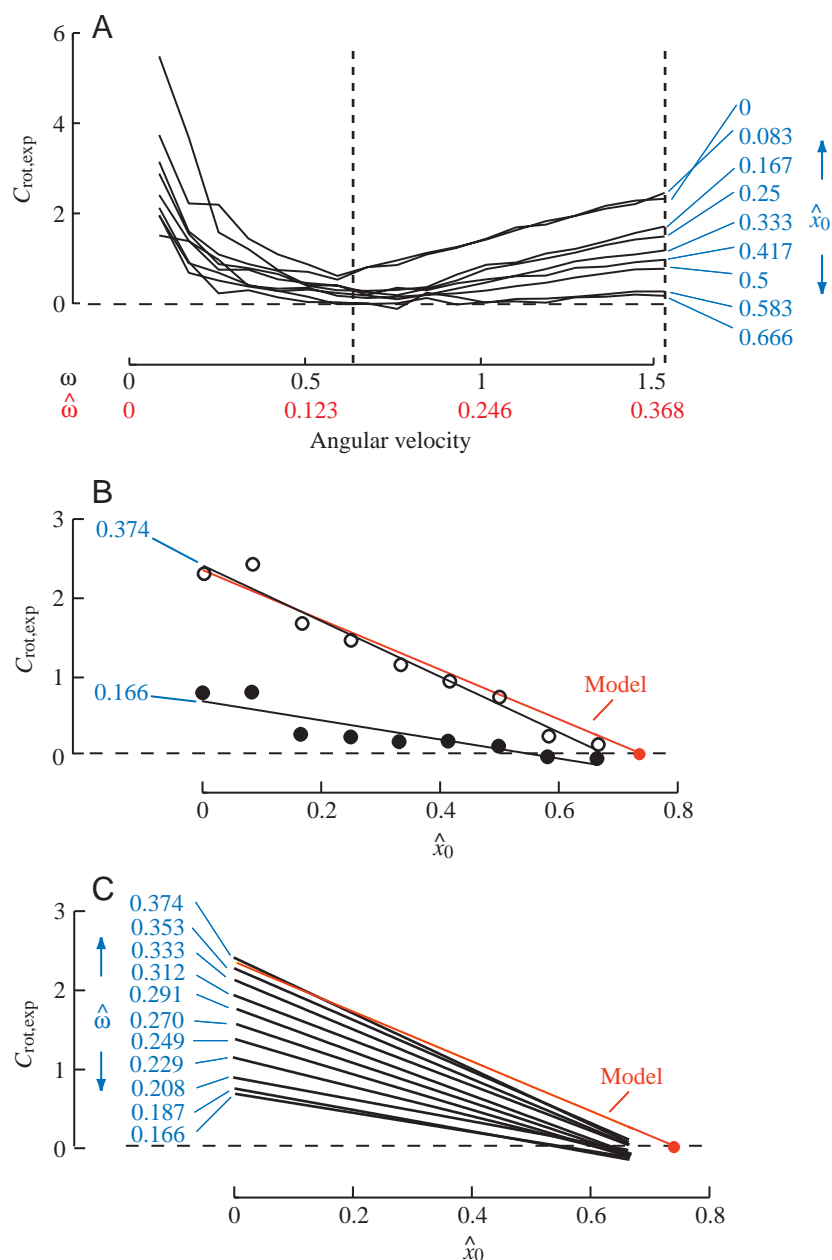 A
6
4
2
0
C_rot,exp
0
0.083
0.167
0.25
0.333
0.417
0.5
0.583
0.666
x̂₀
ω 0 0.5 1 1.5
ω̂ 0 0.123 0.246 0.368
Angular velocity
B
3
2
1
0
C_rot,exp
0.374
0.166
Model
0 0.2 0.4 0.6 0.8
x̂₀
C
3
2
1
0
C_rot,exp
0.374
0.353
0.333
0.312
0.291
0.270
0.249
0.229
0.208
0.187
0.166
ω̂
Model
0 0.2 0.4 0.6 0.8
x̂₀